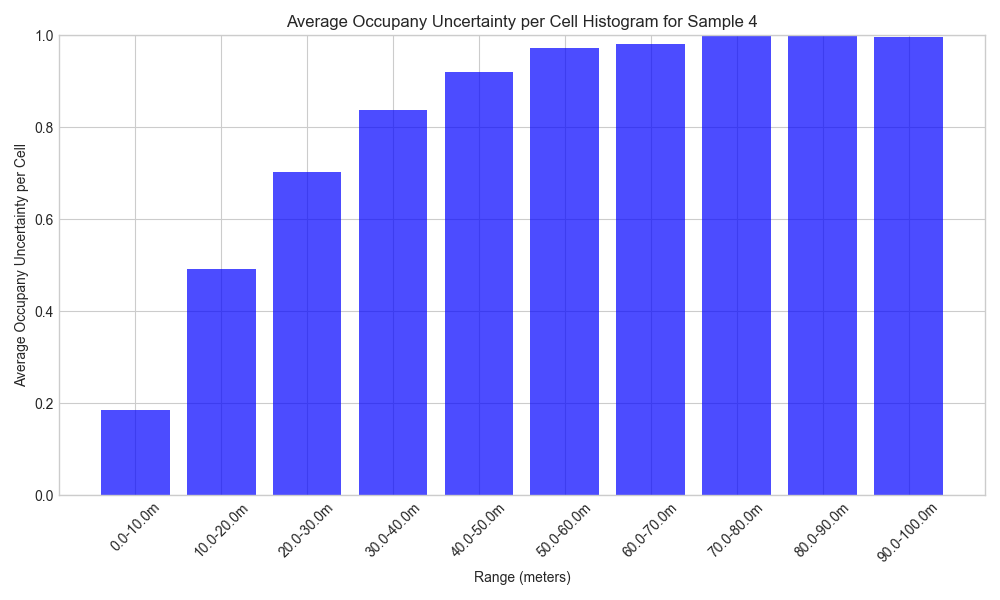 Average Occupany Uncertainty per Cell Histogram for Sample 4
Average Occupany Uncertainty per Cell
1.0
0.8
0.6
0.4
0.2
0.0
0.0-10.0m
10.0-20.0m
20.0-30.0m
30.0-40.0m
40.0-50.0m
50.0-60.0m
60.0-70.0m
70.0-80.0m
80.0-90.0m
90.0-100.0m
Range (meters)